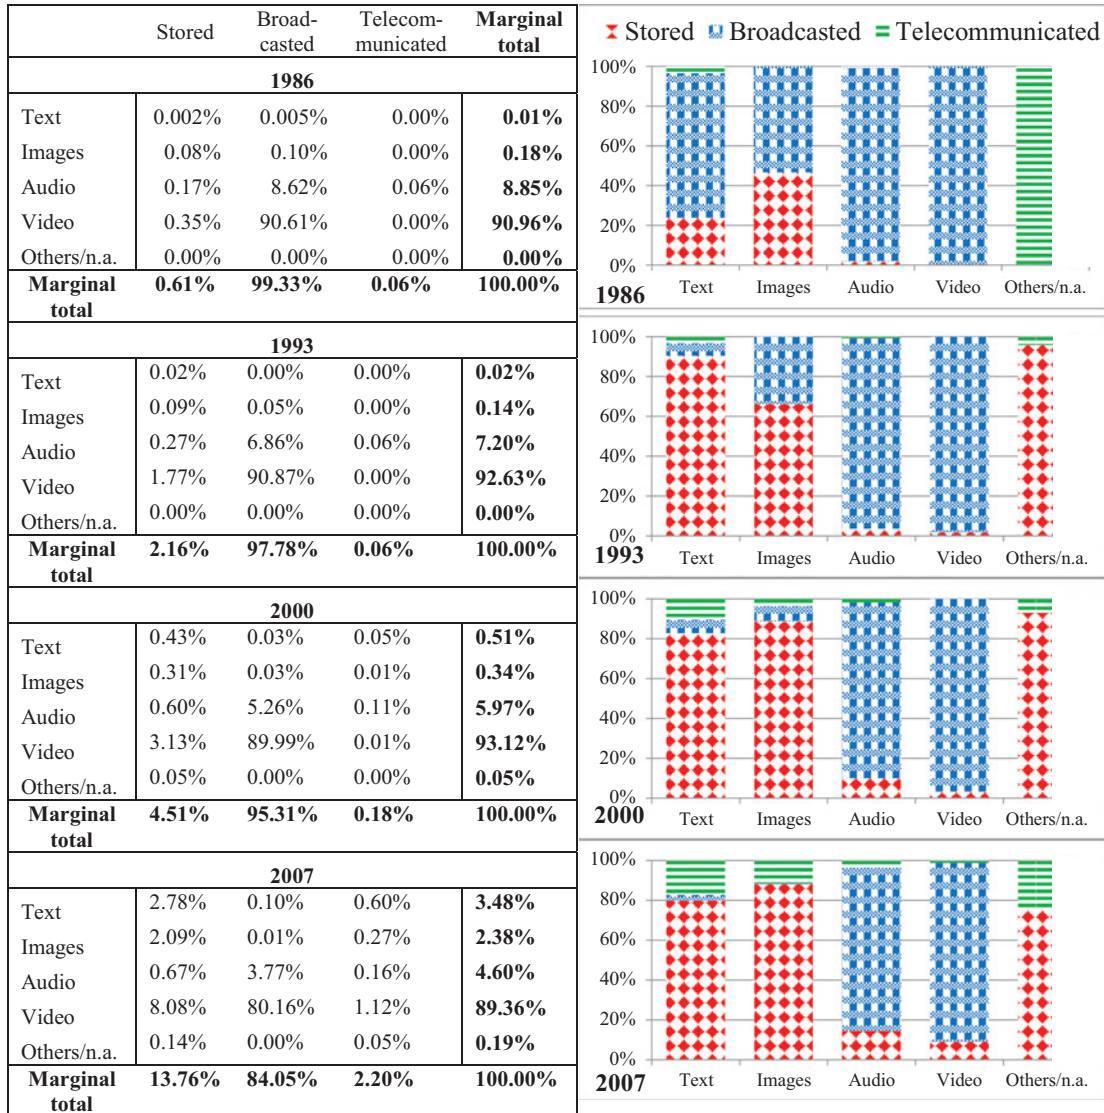 Stored Broad-casted Telecom-municated Marginal total
1986
Text 0.002% 0.005% 0.00% 0.01%
Images 0.08% 0.10% 0.00% 0.18%
Audio 0.17% 8.62% 0.06% 8.85%
Video 0.35% 90.61% 0.00% 90.96%
Others/n.a. 0.00% 0.00% 0.00% 0.00%
Marginal total 0.61% 99.33% 0.06% 100.00%
1993
Text 0.02% 0.00% 0.00% 0.02%
Images 0.09% 0.05% 0.00% 0.14%
Audio 0.27% 6.86% 0.06% 7.20%
Video 1.77% 90.87% 0.00% 92.63%
Others/n.a. 0.00% 0.00% 0.00% 0.00%
Marginal total 2.16% 97.78% 0.06% 100.00%
2000
Text 0.43% 0.03% 0.05% 0.51%
Images 0.31% 0.03% 0.01% 0.34%
Audio 0.60% 5.26% 0.11% 5.97%
Video 3.13% 89.99% 0.01% 93.12%
Others/n.a. 0.05% 0.00% 0.00% 0.05%
Marginal total 4.51% 95.31% 0.18% 100.00%
2007
Text 2.78% 0.10% 0.60% 3.48%
Images 2.09% 0.01% 0.27% 2.38%
Audio 0.67% 3.77% 0.16% 4.60%
Video 8.08% 80.16% 1.12% 89.36%
Others/n.a. 0.14% 0.00% 0.05% 0.19%
Marginal total 13.76% 84.05% 2.20% 100.00%
Stored Broadcasted Telecommunicated
100%
80%
60%
40%
20%
0%
1986 Text Images Audio Video Others/n.a.
100%
80%
60%
40%
20%
0%
1993 Text Images Audio Video Others/n.a.
100%
80%
60%
40%
20%
0%
2000 Text Images Audio Video Others/n.a.
100%
80%
60%
40%
20%
0%
2007 Text Images Audio Video Others/n.a.